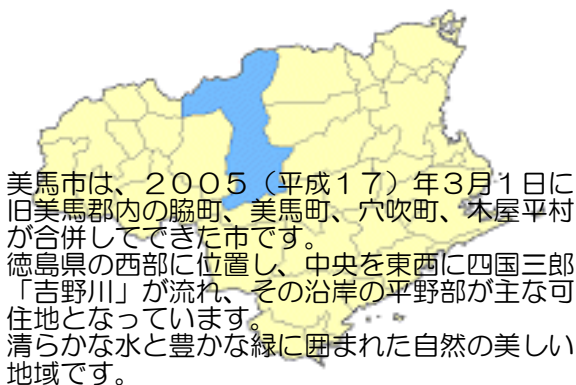 美馬市は、２００５（平成１７）年３月１日に
旧美馬郡内の脇町、美馬町、穴吹町、木屋平村
が合併してできた市です。
徳島県の西部に位置し、中央を東西に四国三郎
「吉野川」が流れ、その沿岸の平野部が主な可
住地となっています。
清らかな水と豊かな緑に囲まれた自然の美しい
地域です。